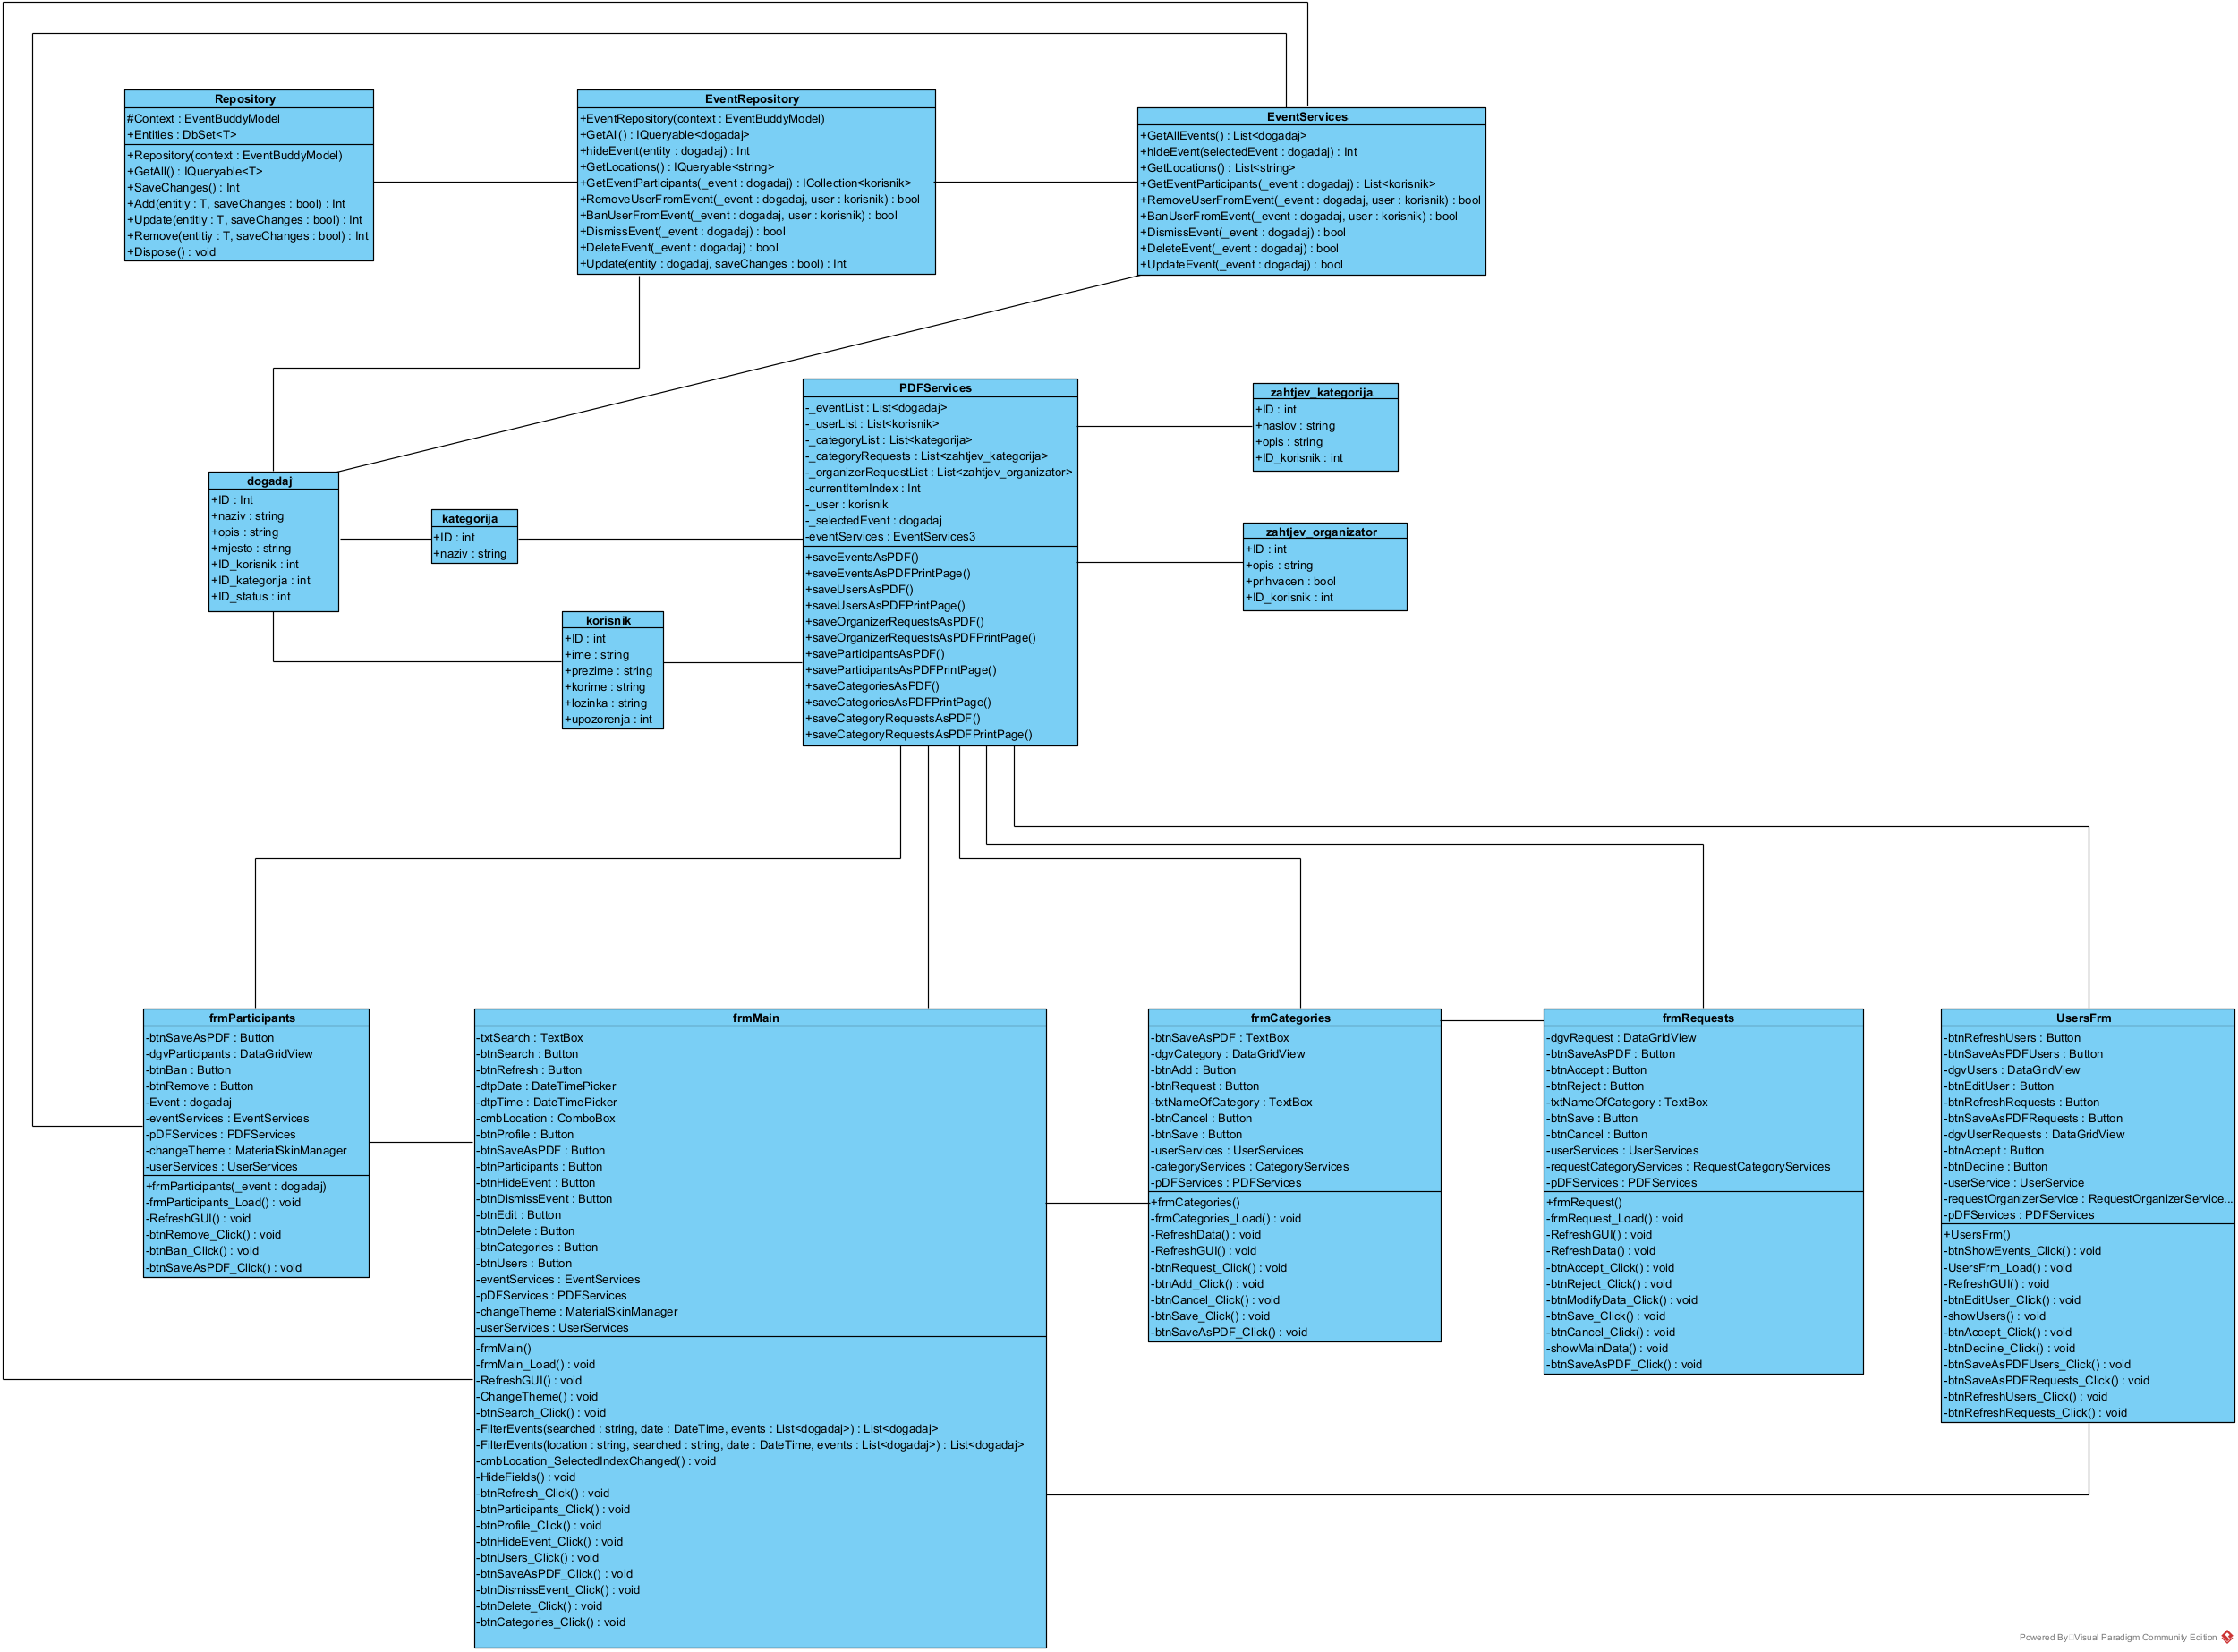 Repository
#Context : EventBuddyModel
+Entities : DbSet<T>
+Repository(context : EventBuddyModel)
+GetAll() : IQueryable<T>
+SaveChanges() : Int
+Add(entitiy : T, saveChanges : bool) : Int
+Update(entitiy : T, saveChanges : bool) : Int
+Remove(entitiy : T, saveChanges : bool) : Int
+Dispose() : void
EventRepository
+EventRepository(context : EventBuddyModel)
+GetAll() : IQueryable<dogadaj>
+hideEvent(entity : dogadaj) : Int
+GetLocations() : IQueryable<string>
+GetEventParticipants(_event : dogadaj) : ICollection<korisnik>
+RemoveUserFromEvent(_event : dogadaj, user : korisnik) : bool
+BanUserFromEvent(_event : dogadaj, user : korisnik) : bool
+DismissEvent(_event : dogadaj) : bool
+DeleteEvent(_event : dogadaj) : bool
+Update(entity : dogadaj, saveChanges : bool) : Int
EventServices
+GetAllEvents() : List<dogadaj>
+hideEvent(selectedEvent : dogadaj) : Int
+GetLocations() : List<string>
+GetEventParticipants(_event : dogadaj) : List<korisnik>
+RemoveUserFromEvent(_event : dogadaj, user : korisnik) : bool
+BanUserFromEvent(_event : dogadaj, user : korisnik) : bool
+DismissEvent(_event : dogadaj) : bool
+DeleteEvent(_event : dogadaj) : bool
+UpdateEvent(_event : dogadaj) : bool
dogadaj
+ID : Int
+naziv : string
+opis : string
+mjesto : string
+ID_korisnik : int
+ID_kategorija : int
+ID_status : int
kategorija
+ID : int
+naziv : string
korisnik
+ID : int
+ime : string
+prezime : string
+korime : string
+lozinka : string
+upozorenja : int
PDFServices
-_eventList : List<dogadaj>
-_userList : List<korisnik>
-_categoryList : List<kategorija>
-_categoryRequests : List<zahtjev_kategorija>
-_organizerRequestList : List<zahtjev_organizator>
-currentItemIndex : Int
-_user : korisnik
-_selectedEvent : dogadaj
-eventServices : EventServices3
+saveEventsAsPDF()
+saveEventsAsPDFPrintPage()
+saveUsersAsPDF()
+saveUsersAsPDFPrintPage()
+saveOrganizerRequestsAsPDF()
+saveOrganizerRequestsAsPDFPrintPage()
+saveParticipantsAsPDF()
+saveParticipantsAsPDFPrintPage()
+saveCategoriesAsPDF()
+saveCategoriesAsPDFPrintPage()
+saveCategoryRequestsAsPDF()
+saveCategoryRequestsAsPDFPrintPage()
zahtjev_kategorija
+ID : int
+naslov : string
+opis : string
+ID_korisnik : int
zahtjev_organizator
+ID : int
+opis : string
+prihvacen : bool
+ID_korisnik : int
frmParticipants
-btnSaveAsPDF : Button
-dgvParticipants : DataGridView
-btnBan : Button
-btnRemove : Button
-Event : dogadaj
-eventServices : EventServices
-pDFServices : PDFServices
-changeTheme : MaterialSkinManager
-userServices : UserServices
+frmParticipants(_event : dogadaj)
-frmParticipants_Load() : void
-RefreshGUI() : void
-btnRemove_Click() : void
-btnBan_Click() : void
-btnSaveAsPDF_Click() : void
frmMain
-txtSearch : TextBox
-btnSearch : Button
-btnRefresh : Button
-dtpDate : DateTimePicker
-dtpTime : DateTimePicker
-cmbLocation : ComboBox
-btnProfile : Button
-btnSaveAsPDF : Button
-btnParticipants : Button
-btnHideEvent : Button
-btnDismissEvent : Button
-btnEdit : Button
-btnDelete : Button
-btnCategories : Button
-btnUsers : Button
-eventServices : EventServices
-pDFServices : PDFServices
-changeTheme : MaterialSkinManager
-userServices : UserServices
-frmMain()
-frmMain_Load() : void
-RefreshGUI() : void
-ChangeTheme() : void
-btnSearch_Click() : void
-FilterEvents(searched : string, date : DateTime, events : List<dogadaj>) : List<dogadaj>
-FilterEvents(location : string, searched : string, date : DateTime, events : List<dogadaj>) : List<dogadaj>
-cmbLocation_SelectedIndexChanged() : void
-HideFields() : void
-btnRefresh_Click() : void
-btnParticipants_Click() : void
-btnProfile_Click() : void
-btnHideEvent_Click() : void
-btnUsers_Click() : void
-btnSaveAsPDF_Click() : void
-btnDismissEvent_Click() : void
-btnDelete_Click() : void
-btnCategories_Click() : void
frmCategories
-btnSaveAsPDF : TextBox
-dgvCategory : DataGridView
-btnAdd : Button
-btnRequest : Button
-txtNameOfCategory : TextBox
-btnCancel : Button
-btnSave : Button
-userServices : UserServices
-categoryServices : CategoryServices
-pDFServices : PDFServices
+frmCategories()
-frmCategories_Load() : void
-RefreshData() : void
-RefreshGUI() : void
-btnRequest_Click() : void
-btnAdd_Click() : void
-btnCancel_Click() : void
-btnSave_Click() : void
-btnSaveAsPDF_Click() : void
frmRequests
-dgvRequest : DataGridView
-btnSaveAsPDF : Button
-btnAccept : Button
-btnReject : Button
-txtNameOfCategory : TextBox
-btnSave : Button
-btnCancel : Button
-userServices : UserServices
-requestCategoryServices : RequestCategoryServices
-pDFServices : PDFServices
+frmRequest()
-frmRequest_Load() : void
-RefreshGUI() : void
-RefreshData() : void
-btnAccept_Click() : void
-btnReject_Click() : void
-btnModifyData_Click() : void
-btnSave_Click() : void
-btnCancel_Click() : void
-showMainData() : void
-btnSaveAsPDF_Click() : void
UsersFrm
-btnRefreshUsers : Button
-btnSaveAsPDFUsers : Button
-dgvUsers : DataGridView
-btnEditUser : Button
-btnRefreshRequests : Button
-btnSaveAsPDFRequests : Button
-dgvUserRequests : DataGridView
-btnAccept : Button
-btnDecline : Button
-userService : UserService
-requestOrganizerService : RequestOrganizerService...
-pDFServices : PDFServices
+UsersFrm()
-btnShowEvents_Click() : void
-UsersFrm_Load() : void
-RefreshGUI() : void
-btnEditUser_Click() : void
-showUsers() : void
-btnAccept_Click() : void
-btnDecline_Click() : void
-btnSaveAsPDFUsers_Click() : void
-btnSaveAsPDFRequests_Click() : void
-btnRefreshUsers_Click() : void
-btnRefreshRequests_Click() : void
Powered By Visual Paradigm Community Edition